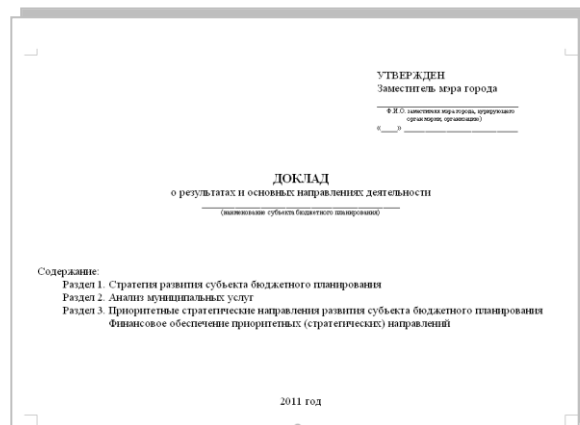 УТВЕРЖДЕН
Заместитель мэра города
Ф.И.О. заместителя мэра города, курирующего
орган мэрии, организацию)
«____» ____________________
ДОКЛАД
о результатах и основных направлениях деятельности
(наименование субъекта бюджетного планирования)
Содержание:
Раздел 1. Стратегия развития субъекта бюджетного планирования
Раздел 2. Анализ муниципальных услуг
Раздел 3. Приоритетные стратегические направления развития субъекта бюджетного планирования
Финансовое обеспечение приоритетных (стратегических) направлений
2011 год